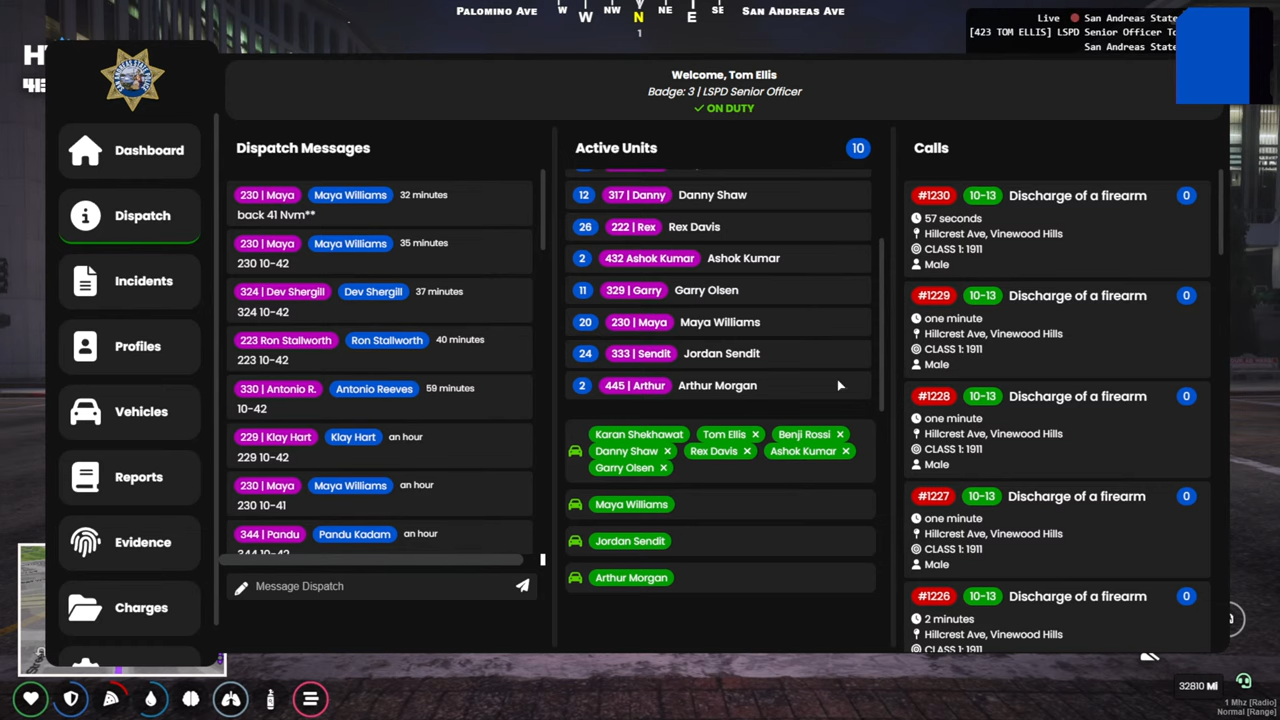 Palomino Ave
W
W
NW
N
NE
E
SE
San Andreas Ave
1
Live San Andreas State
[423 TOM ELLIS] LSPD Senior Officer To
San Andreas State
Welcome, Tom Ellis
Badge: 3 | LSPD Senior Officer
ON DUTY
Dashboard
Dispatch
Incidents
Profiles
Vehicles
Reports
Evidence
Charges
Dispatch Messages
230 | Maya Maya Williams 32 minutes
back 41 Nvm**
230 | Maya Maya Williams 35 minutes
230 10-42
324 | Dev Shergill Dev Shergill 37 minutes
324 10-42
223 Ron Stallworth Ron Stallworth 40 minutes
223 10-42
330 | Antonio R. Antonio Reeves 59 minutes
10-42
229 | Klay Hart Klay Hart an hour
229 10-42
230 | Maya Maya Williams an hour
230 10-41
344 | Pandu Pandu Kadam an hour
344 10-42
Message Dispatch
Active Units 10
12 317 | Danny Danny Shaw
26 222 | Rex Rex Davis
2 432 Ashok Kumar Ashok Kumar
11 329 | Garry Garry Olsen
20 230 | Maya Maya Williams
24 333 | Sendit Jordan Sendit
2 445 | Arthur Arthur Morgan
Karan Shekhawat Tom Ellis × Benji Rossi ×
Danny Shaw × Rex Davis × Ashok Kumar ×
Garry Olsen ×
Maya Williams
Jordan Sendit
Arthur Morgan
Calls
#1230 10-13 Discharge of a firearm 0
57 seconds
Hillcrest Ave, Vinewood Hills
CLASS 1: 1911
Male
#1229 10-13 Discharge of a firearm 0
one minute
Hillcrest Ave, Vinewood Hills
CLASS 1: 1911
Male
#1228 10-13 Discharge of a firearm 0
one minute
Hillcrest Ave, Vinewood Hills
CLASS 1: 1911
Male
#1227 10-13 Discharge of a firearm 0
one minute
Hillcrest Ave, Vinewood Hills
CLASS 1: 1911
Male
#1226 10-13 Discharge of a firearm 0
2 minutes
Hillcrest Ave, Vinewood Hills
CLASS 1: 1911
32810 Mi
1 Mhz [Radio]
Normal [Range]